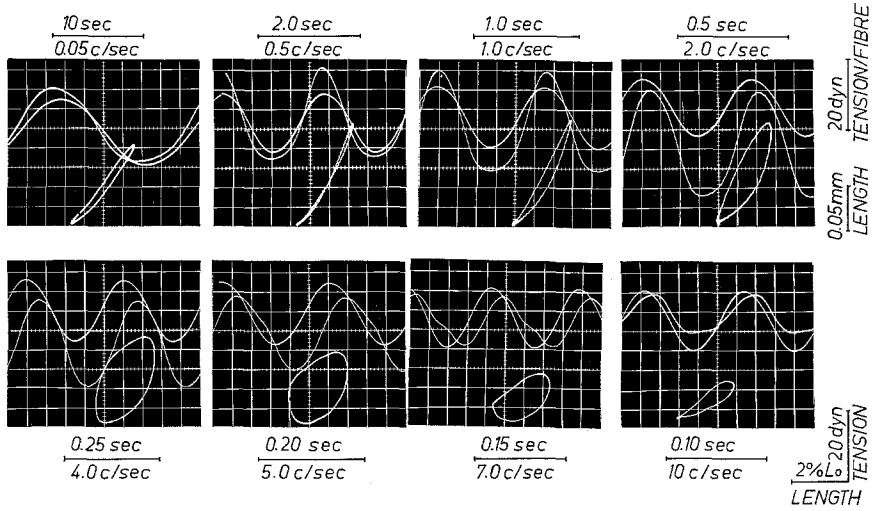 10 sec
0.05 c/sec
2.0 sec
0.5 c/sec
1.0 sec
1.0 c/sec
0.5 sec
2.0 c/sec
20 dyn
TENSION/FIBRE
0.05mm
LENGTH
0.25 sec
4.0 c/sec
0.20 sec
5.0 c/sec
0.15 sec
7.0 c/sec
0.10 sec
10 c/sec
20 dyn
TENSION
2% L₀
LENGTH